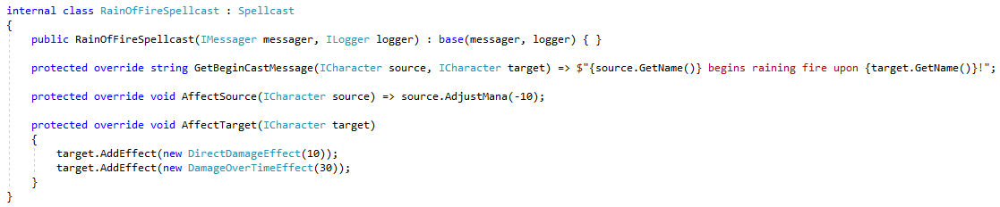 internal class RainOfFireSpellcast : Spellcast
{
    public RainOfFireSpellcast(IMessager messager, ILogger logger) : base(messager, logger) { }

    protected override string GetBeginCastMessage(ICharacter source, ICharacter target) => $"{source.GetName()} begins raining fire upon {target.GetName()}!";

    protected override void AffectSource(ICharacter source) => source.AdjustMana(-10);

    protected override void AffectTarget(ICharacter target)
    {
        target.AddEffect(new DirectDamageEffect(10));
        target.AddEffect(new DamageOverTimeEffect(30));
    }
}